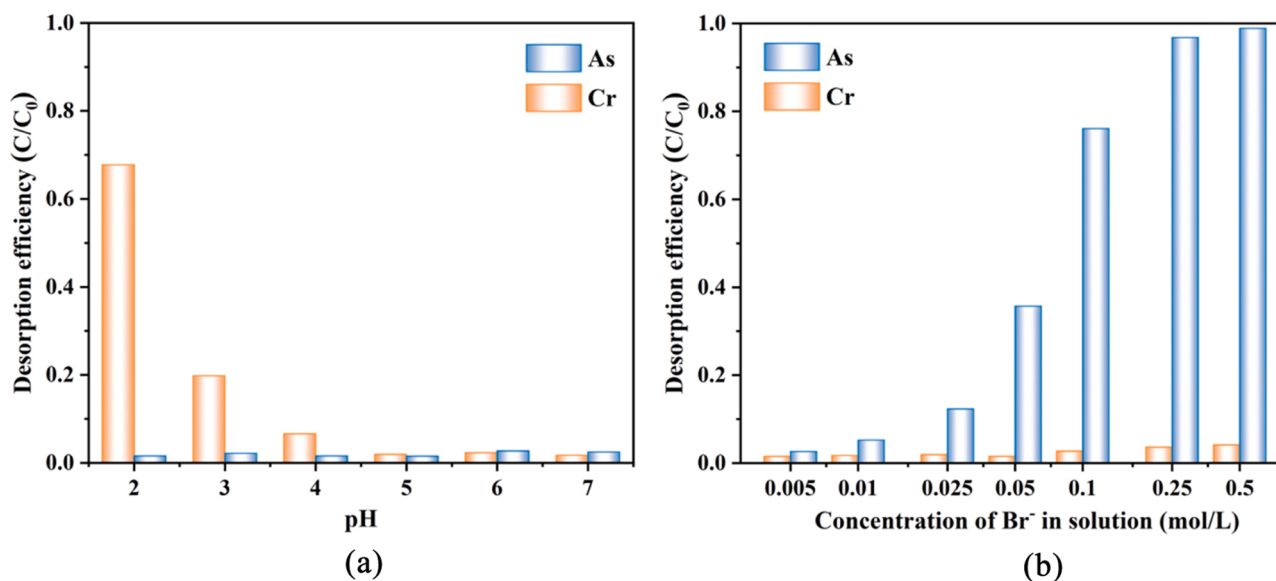 1.0
0.8
0.6
0.4
0.2
0.0
Desorption efficiency (C/C₀)
As
Cr
2 3 4 5 6 7
pH
(a)
1.0
0.8
0.6
0.4
0.2
0.0
Desorption efficiency (C/C₀)
As
Cr
0.005 0.01 0.025 0.05 0.1 0.25 0.5
Concentration of Br⁻ in solution (mol/L)
(b)